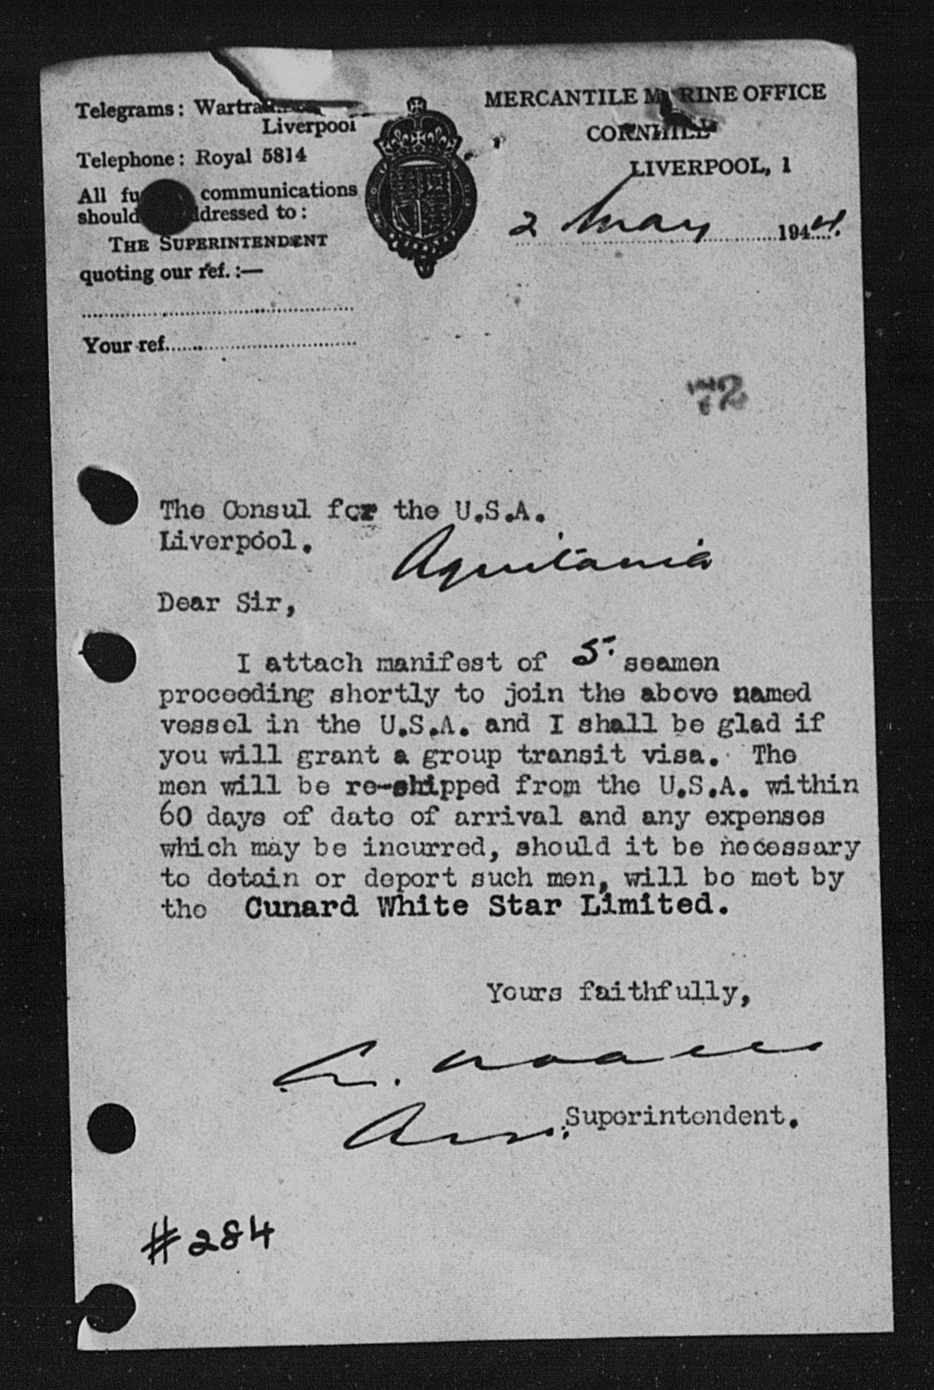 Telegrams: Liverpool
Telephone: Royal 5814
All communications
should addressed to:
THE SUPERINTENDENT
quoting our ref.:—
Your ref.
MERCANTILE MARINE OFFICE
CORNHILL
LIVERPOOL, 1
2 May 1944.
72
The Consul for the U.S.A.
Liverpool.
Aquitania
Dear Sir,
I attach manifest of 5 seamen
proceeding shortly to join the above named
vessel in the U.S.A. and I shall be glad if
you will grant a group transit visa. The
men will be re-shipped from the U.S.A. within
60 days of date of arrival and any expenses
which may be incurred, should it be necessary
to detain or deport such men, will be met by
the Cunard White Star Limited.
Yours faithfully,
Superintendent.
#284